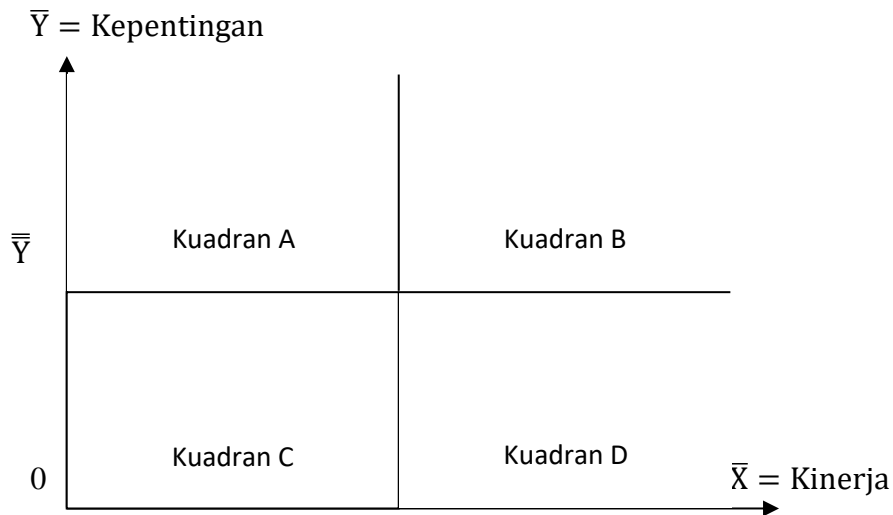 Y̅ = Kepentingan
Kuadran A
Kuadran B
Y̿
Kuadran C
Kuadran D
0
X̅ = Kinerja